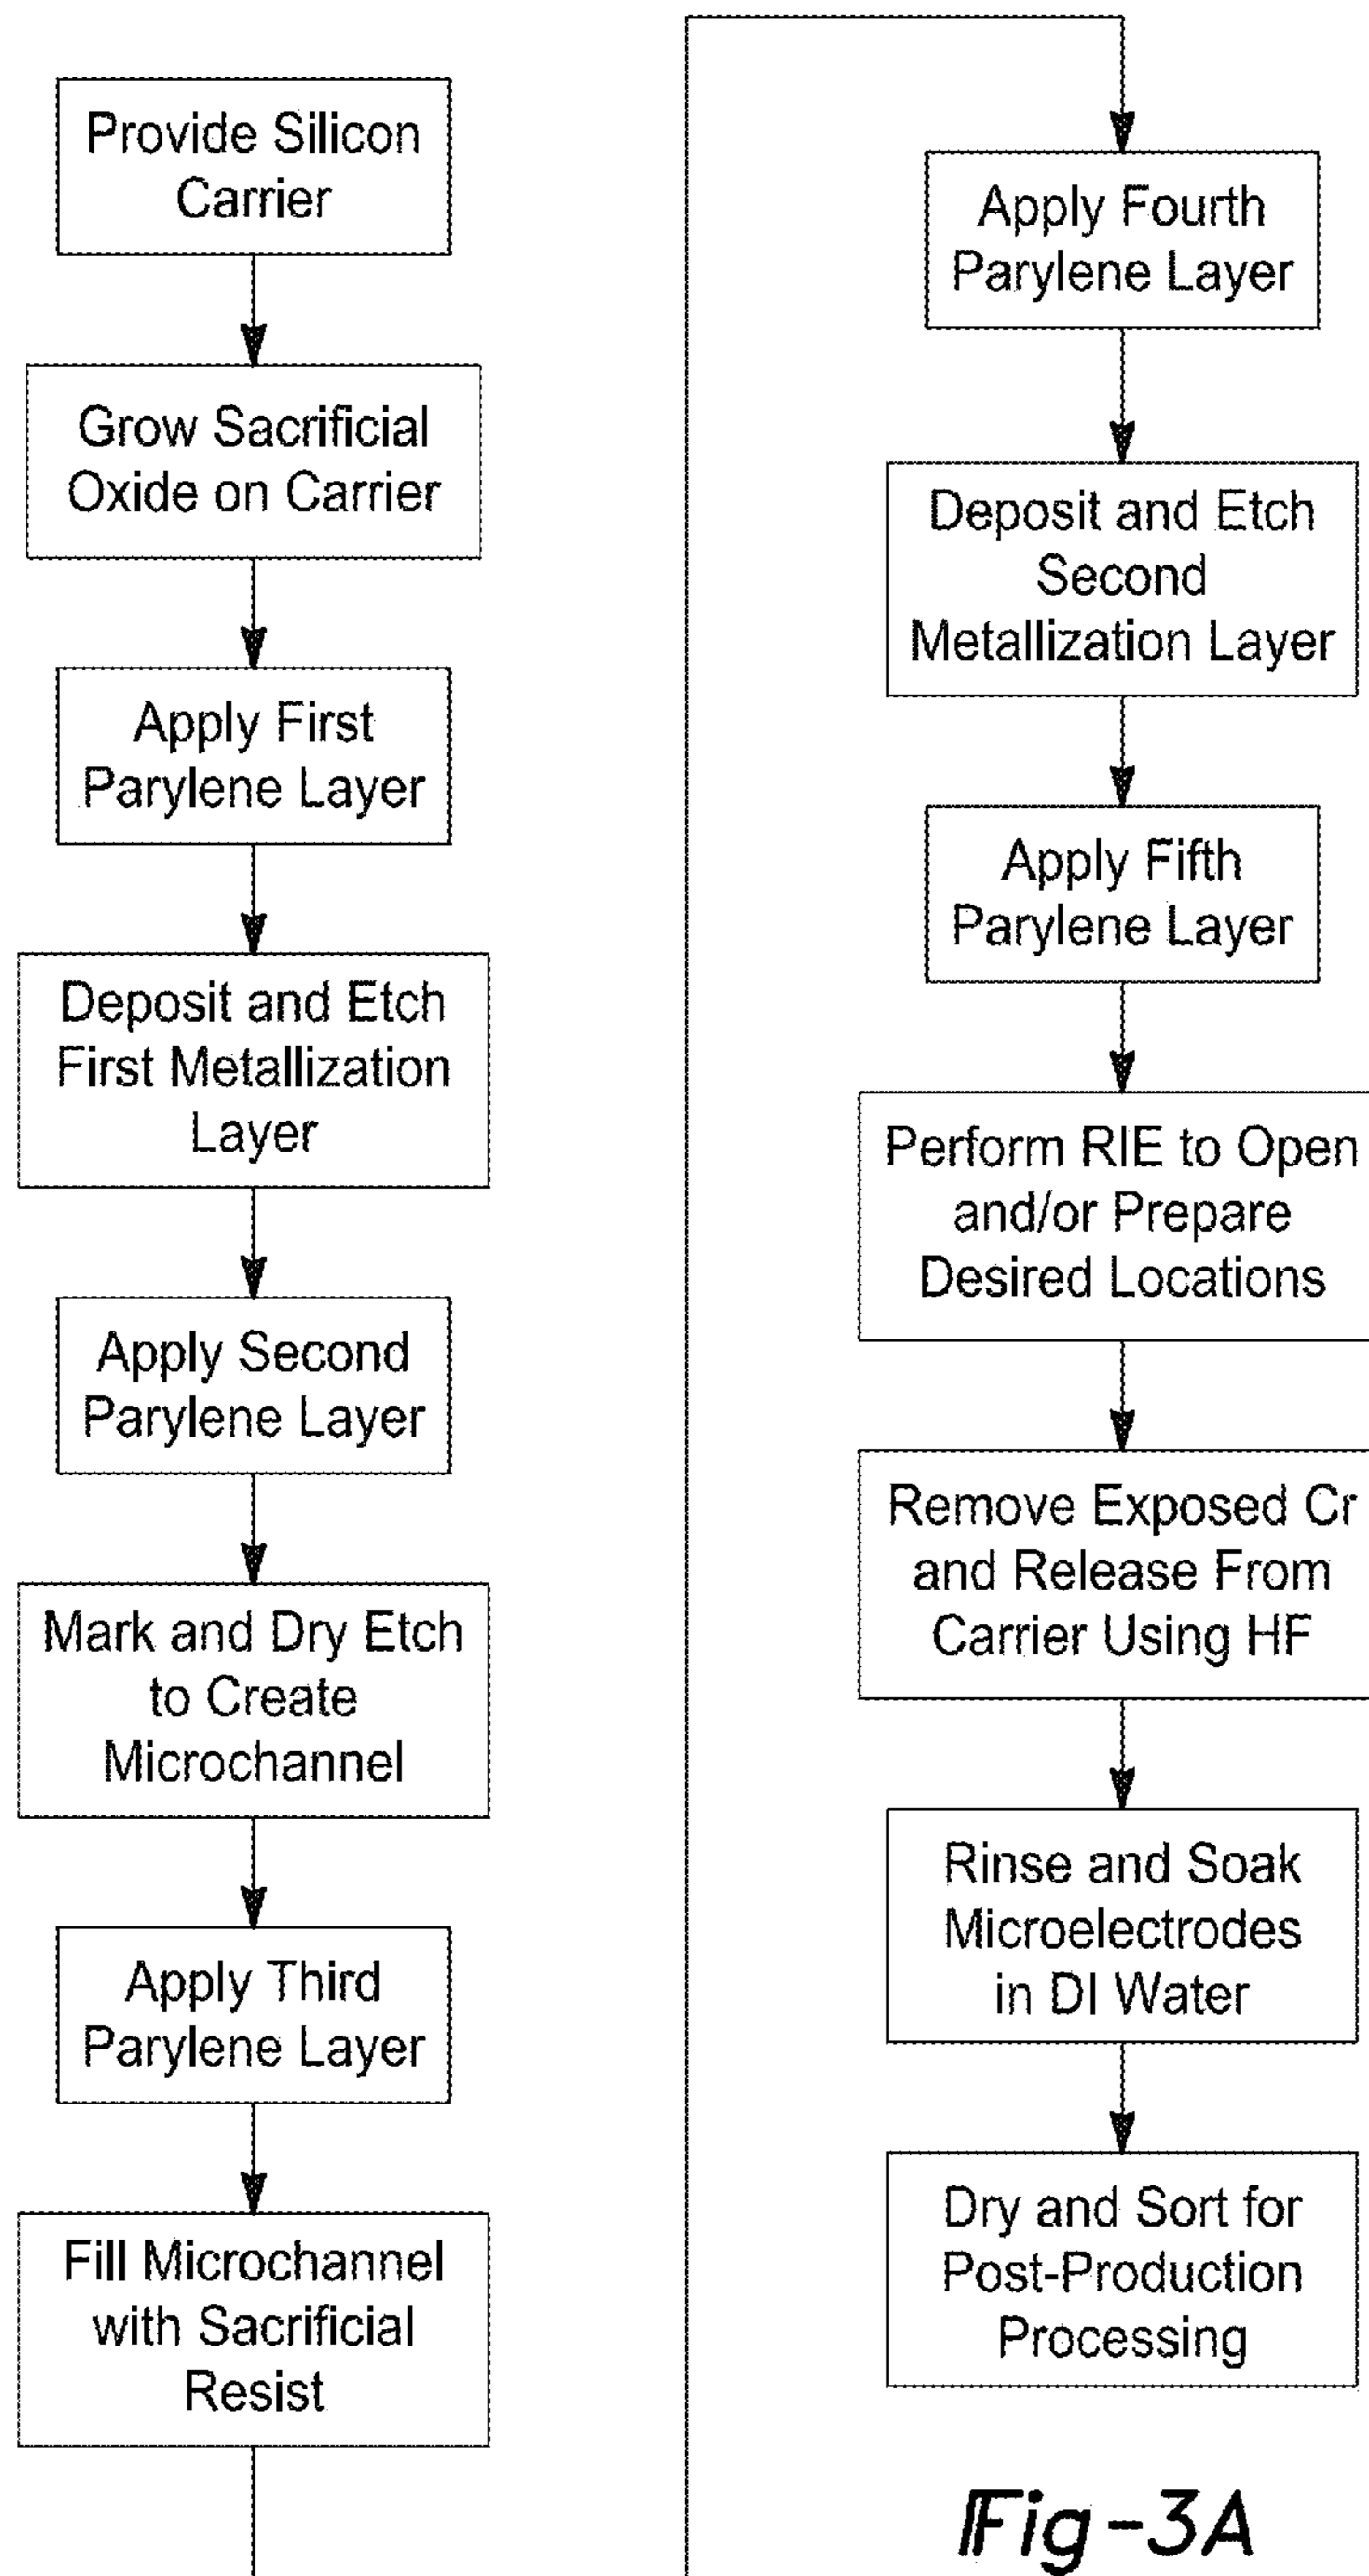 Provide Silicon
Carrier
Grow Sacrificial
Oxide on Carrier
Apply First
Parylene Layer
Deposit and Etch
First Metallization
Layer
Apply Second
Parylene Layer
Mark and Dry Etch
to Create
Microchannel
Apply Third
Parylene Layer
Fill Microchannel
with Sacrificial
Resist
Apply Fourth
Parylene Layer
Deposit and Etch
Second
Metallization Layer
Apply Fifth
Parylene Layer
Perform RIE to Open
and/or Prepare
Desired Locations
Remove Exposed Cr
and Release From
Carrier Using HF
Rinse and Soak
Microelectrodes
in DI Water
Dry and Sort for
Post-Production
Processing
Fig-3A